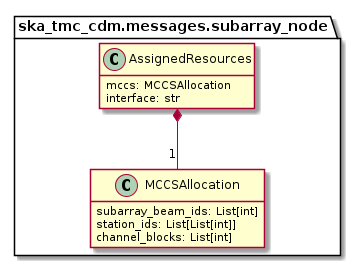 ska_tmc_cdm.messages.subarray_node
C AssignedResources
mccs: MCCSAllocation
interface: str
1
C MCCSAllocation
subarray_beam_ids: List[int]
station_ids: List[List[int]]
channel_blocks: List[int]